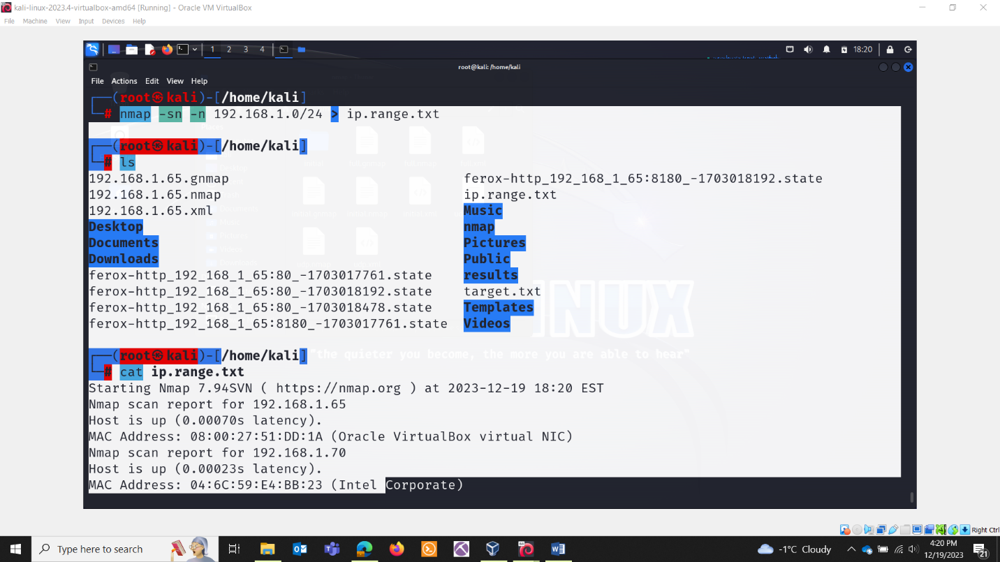 kali-linux-2023.4-virtualbox-amd64 [Running] - Oracle VM VirtualBox
File Machine View Input Devices Help
1 2 3 4 18:20
root@kali: /home/kali
File Actions Edit View Help
┌──(root㉿kali)-[/home/kali]
└─# nmap -sn -n 192.168.1.0/24 > ip.range.txt
┌──(root㉿kali)-[/home/kali]
└─# ls
192.168.1.65.gnmap ferox-http_192_168_1_65:8180_-1703018192.state
192.168.1.65.nmap ip.range.txt
192.168.1.65.xml Music
Desktop nmap
Documents Pictures
Downloads Public
ferox-http_192_168_1_65:80_-1703017761.state results
ferox-http_192_168_1_65:80_-1703018192.state target.txt
ferox-http_192_168_1_65:80_-1703018478.state Templates
ferox-http_192_168_1_65:8180_-1703017761.state Videos
"the quieter you become, the more you are able to hear"
┌──(root㉿kali)-[/home/kali]
└─# cat ip.range.txt
Starting Nmap 7.94SVN ( https://nmap.org ) at 2023-12-19 18:20 EST
Nmap scan report for 192.168.1.65
Host is up (0.00070s latency).
MAC Address: 08:00:27:51:DD:1A (Oracle VirtualBox virtual NIC)
Nmap scan report for 192.168.1.70
Host is up (0.00023s latency).
MAC Address: 04:6C:59:E4:BB:23 (Intel Corporate)
Right Ctrl
Type here to search
-1°C Cloudy
4:20 PM
12/19/2023
21